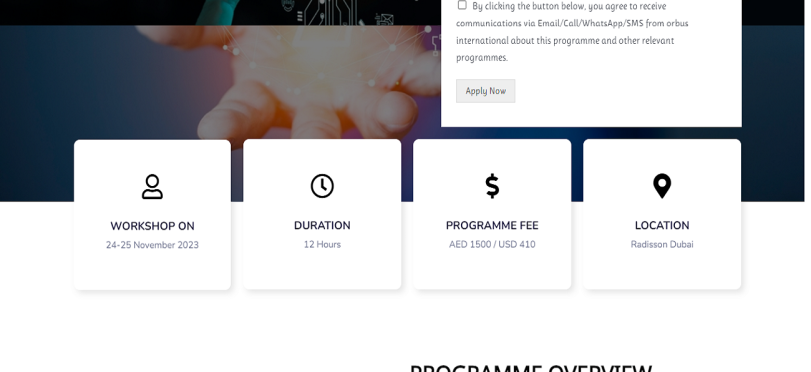 By clicking the button below, you agree to receive
communications via Email/Call/WhatsApp/SMS from orbus
international about this programme and other relevant
programmes.
Apply Now
WORKSHOP ON
24-25 November 2023
DURATION
12 Hours
PROGRAMME FEE
AED 1500 / USD 410
LOCATION
Radisson Dubai
PROGRAMME OVERVIEW